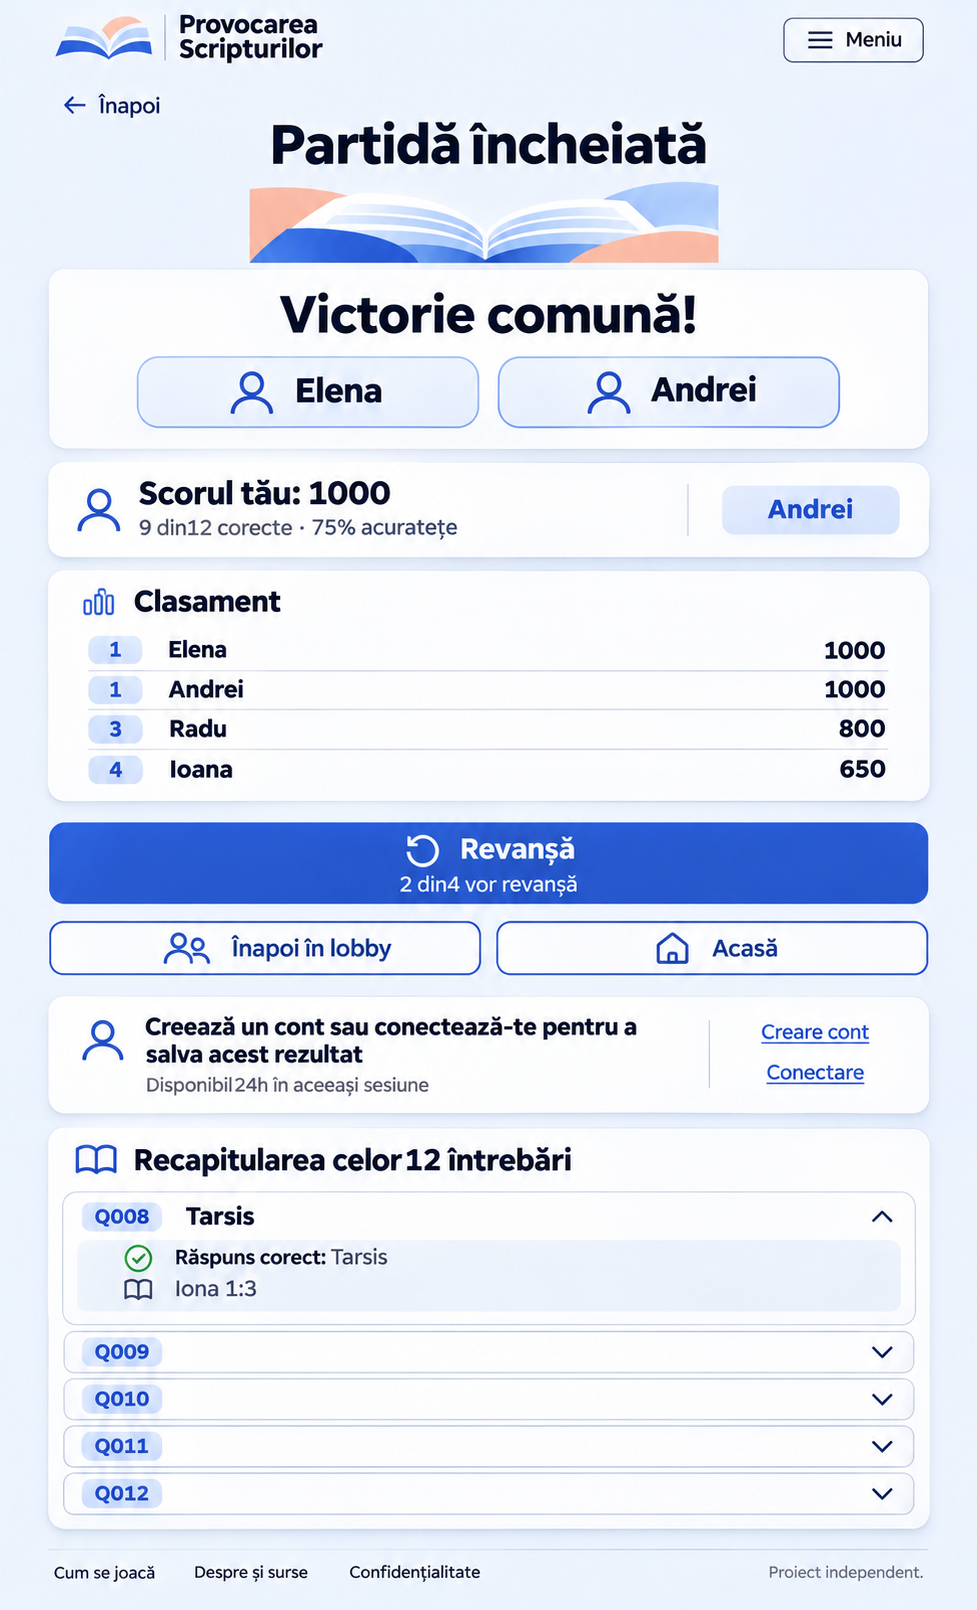 Provocarea
Scripturilor
Meniu
Înapoi
Partidă încheiată
Victorie comună!
Elena
Andrei
Scorul tău: 1000
9 din12 corecte · 75% acuratețe
Andrei
Clasament
1 Elena 1000
1 Andrei 1000
3 Radu 800
4 Ioana 650
Revanșă
2 din4 vor revanșă
Înapoi în lobby
Acasă
Creează un cont sau conectează-te pentru a
salva acest rezultat
Disponibil24h în aceeași sesiune
Creare cont
Conectare
Recapitularea celor 12 întrebări
Q008 Tarsis
Răspuns corect: Tarsis
Iona 1:3
Q009
Q010
Q011
Q012
Cum se joacă
Despre și surse
Confidențialitate
Proiect independent.